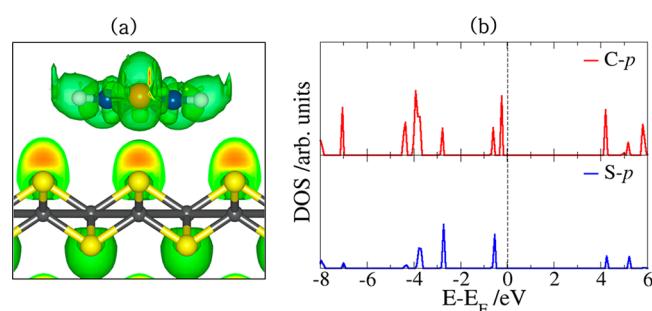 (a)
(b)
DOS /arb. units
C-p
S-p
-8 -6 -4 -2 0 2 4 6
E-E_F /eV